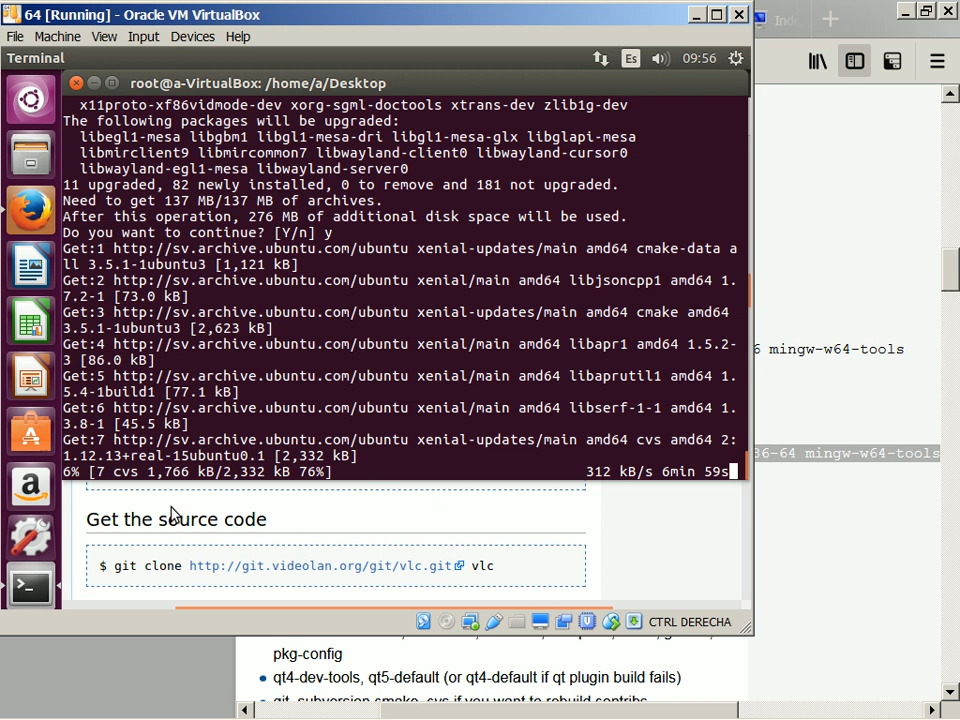 64 [Running] - Oracle VM VirtualBox
File Machine View Input Devices Help
Terminal
Es
09:56
root@a-VirtualBox: /home/a/Desktop
x11proto-xf86vidmode-dev xorg-sgml-doctools xtrans-dev zlib1g-dev
The following packages will be upgraded:
libegl1-mesa libgbm1 libgl1-mesa-dri libgl1-mesa-glx libglapi-mesa
libmirclient9 libmircommon7 libwayland-client0 libwayland-cursor0
libwayland-egl1-mesa libwayland-server0
11 upgraded, 82 newly installed, 0 to remove and 181 not upgraded.
Need to get 137 MB/137 MB of archives.
After this operation, 276 MB of additional disk space will be used.
Do you want to continue? [Y/n] y
Get:1 http://sv.archive.ubuntu.com/ubuntu xenial-updates/main amd64 cmake-data a
ll 3.5.1-1ubuntu3 [1,121 kB]
Get:2 http://sv.archive.ubuntu.com/ubuntu xenial/main amd64 libjsoncpp1 amd64 1.
7.2-1 [73.0 kB]
Get:3 http://sv.archive.ubuntu.com/ubuntu xenial-updates/main amd64 cmake amd64
3.5.1-1ubuntu3 [2,623 kB]
Get:4 http://sv.archive.ubuntu.com/ubuntu xenial/main amd64 libapr1 amd64 1.5.2-
3 [86.0 kB]
Get:5 http://sv.archive.ubuntu.com/ubuntu xenial/main amd64 libaprutil1 amd64 1.
5.4-1build1 [77.1 kB]
Get:6 http://sv.archive.ubuntu.com/ubuntu xenial/main amd64 libserf-1-1 amd64 1.
3.8-1 [45.5 kB]
Get:7 http://sv.archive.ubuntu.com/ubuntu xenial-updates/main amd64 cvs amd64 2:
1.12.13+real-15ubuntu0.1 [2,332 kB]
6% [7 cvs 1,766 kB/2,332 kB 76%] 312 kB/s 6min 59s
Get the source code
$ git clone http://git.videolan.org/git/vlc.git vlc
CTRL DERECHA
Inde
6 mingw-w64-tools
86-64 mingw-w64-tools
pkg-config
qt4-dev-tools, qt5-default (or qt4-default if qt plugin build fails)
git, subversion cmake, cvs if you want to rebuild contribs